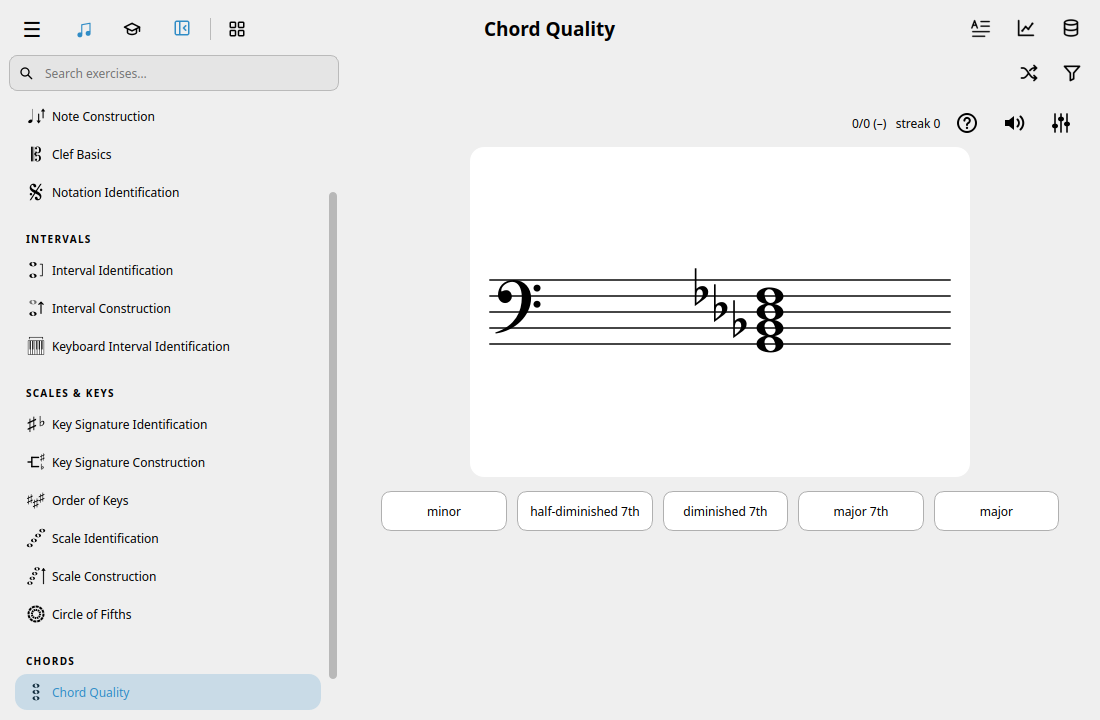 Chord Quality
Search exercises...
Note Construction
Clef Basics
Notation Identification
INTERVALS
Interval Identification
Interval Construction
Keyboard Interval Identification
SCALES & KEYS
Key Signature Identification
Key Signature Construction
Order of Keys
Scale Identification
Scale Construction
Circle of Fifths
CHORDS
Chord Quality
0/0 (–) streak 0
minor
half-diminished 7th
diminished 7th
major 7th
major